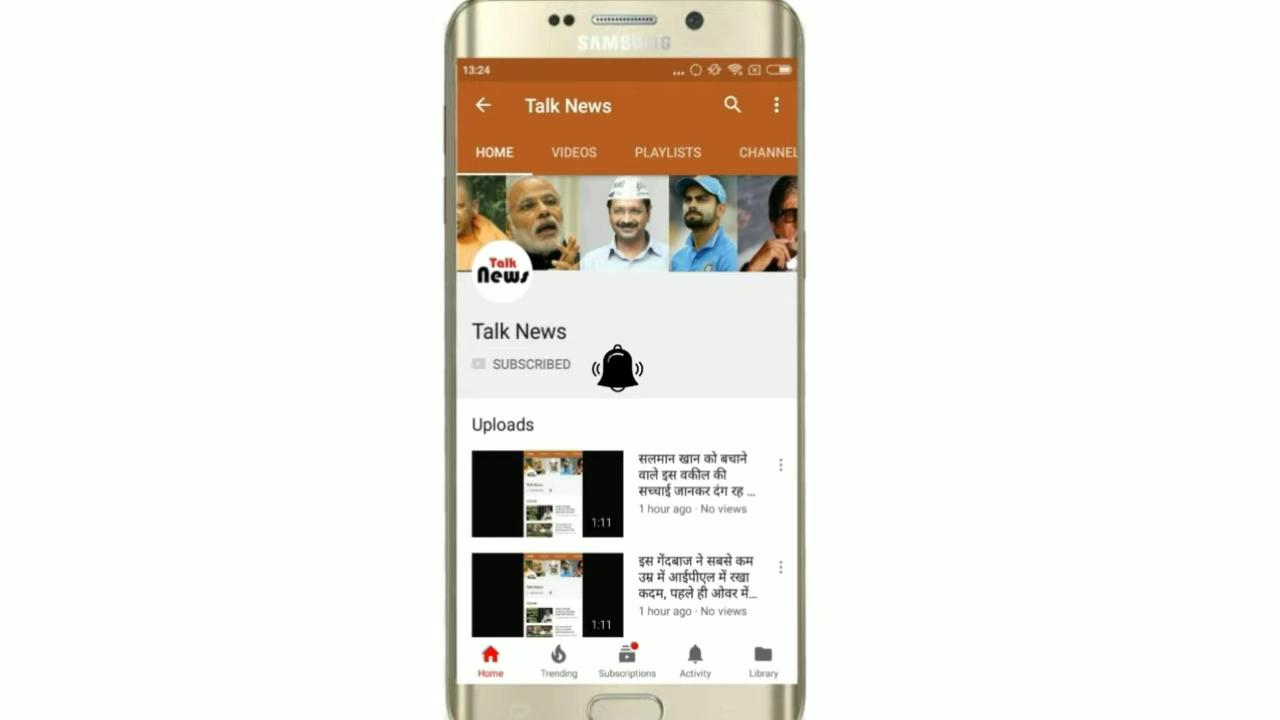 SAMSUNG
13:24
Talk News
HOME VIDEOS PLAYLISTS CHANNEL
Talk
News
Talk News
SUBSCRIBED
Uploads
सलमान खान को बचाने
वाले इस वकील की
सच्चाई जानकर दंग रह ...
1 hour ago · No views
1:11
इस गेंदबाज ने सबसे कम
उम्र में आईपीएल में रखा
कदम, पहले ही ओवर में...
1 hour ago · No views
1:11
Home Trending Subscriptions Activity Library